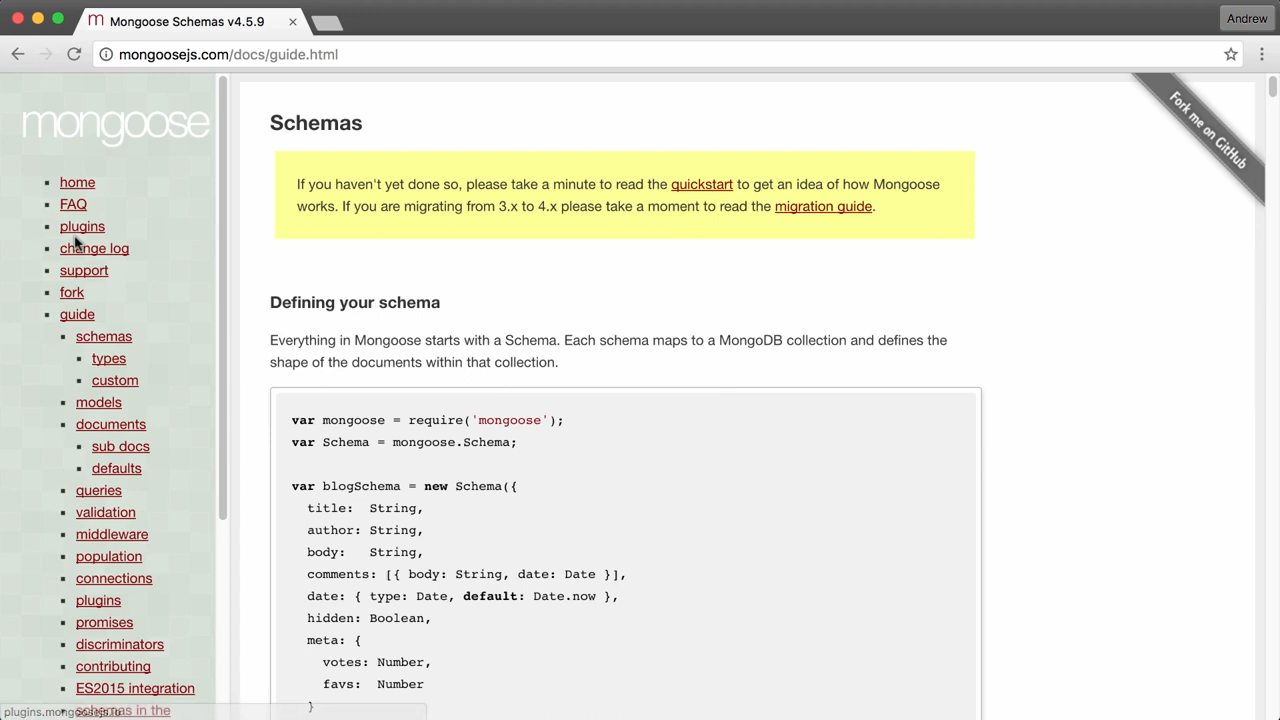 Mongoose Schemas v4.5.9
Andrew
mongoosejs.com/docs/guide.html
mongoose
home
FAQ
plugins
change log
support
fork
guide
schemas
types
custom
models
documents
sub docs
defaults
queries
validation
middleware
population
connections
plugins
promises
discriminators
contributing
ES2015 integration
schemas in the
plugins.mongoosejs.io
Fork me on GitHub
Schemas
If you haven't yet done so, please take a minute to read the quickstart to get an idea of how Mongoose
works. If you are migrating from 3.x to 4.x please take a moment to read the migration guide.
Defining your schema
Everything in Mongoose starts with a Schema. Each schema maps to a MongoDB collection and defines the
shape of the documents within that collection.
var mongoose = require('mongoose');
var Schema = mongoose.Schema;
var blogSchema = new Schema({
title:  String,
author: String,
body:   String,
comments: [{ body: String, date: Date }],
date: { type: Date, default: Date.now },
hidden: Boolean,
meta: {
votes: Number,
favs:  Number
}